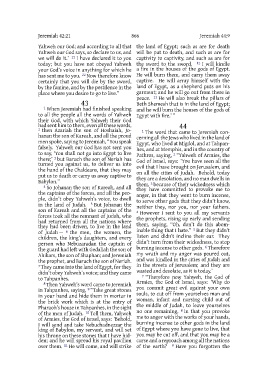 Jeremiah 42:21
866
Jeremiah 43:9
Yahweh our God; and according to all that
Yahweh our God says, so declare to us, and
we will do it.’ 21 I have declared it to you
today; but you have not obeyed Yahweh
your God’s voice in anything for which he
has sent me to you. 22 Now therefore know
certainly that you will die by the sword,
by the famine, and by the pestilence in the
place where you desire to go to live.”
43
1 When Jeremiah had finished speaking
to all the people all the words of Yahweh
their God, with which Yahweh their God
had sent him to them, even all these words,
2 then Azariah the son of Hoshaiah, Jo-
hanan the son of Kareah, and all the proud
men spoke, saying to Jeremiah, “You speak
falsely. Yahweh our God has not sent you
to say, ‘You shall not go into Egypt to live
there;’ 3 but Baruch the son of Neriah has
turned you against us, to deliver us into
the hand of the Chaldeans, that they may
put us to death or carry us away captive to
Babylon.”
4 So Johanan the son of Kareah, and all
the captains of the forces, and all the peo-
ple, didn’t obey Yahweh’s voice, to dwell
in the land of Judah. 5 But Johanan the
son of Kareah and all the captains of the
forces took all the remnant of Judah, who
had returned from all the nations where
they had been driven, to live in the land
of Judah— 6 the men, the women, the
children, the king’s daughters, and every
person who Nebuzaradan the captain of
the guard had left with Gedaliah the son of
Ahikam, the son of Shaphan; and Jeremiah
the prophet, and Baruch the son of Neriah.
7 They came into the land of Egypt, for they
didn’t obey Yahweh’s voice; and they came
to Tahpanhes.
8 Then Yahweh’s word came to Jeremiah
in Tahpanhes, saying, 9 “Take great stones
in your hand and hide them in mortar in
the brick work which is at the entry of
Pharaoh’s house in Tahpanhes, in the sight
of the men of Judah. 10 Tell them, Yahweh
of Armies, the God of Israel, says: ‘Behold,
I will send and take Nebuchadnezzar the
king of Babylon, my servant, and will set
his throne on these stones that I have hid-
den; and he will spread his royal pavilion
over them. 11 He will come, and will strike
the land of Egypt; such as are for death
will be put to death, and such as are for
captivity to captivity, and such as are for
the sword to the sword. 12 I will kindle
a fire in the houses of the gods of Egypt.
He will burn them, and carry them away
captive. He will array himself with the
land of Egypt, as a shepherd puts on his
garment; and he will go out from there in
peace. 13 He will also break the pillars of
Beth Shemesh that is in the land of Egypt;
and he will burn the houses of the gods of
Egypt with fire.’”
44
1 The word that came to Jeremiah con-
cerning all the Jews who lived in the land of
Egypt, who lived at Migdol, and at Tahpan-
hes, and at Memphis, and in the country of
Pathros, saying, 2 “Yahweh of Armies, the
God of Israel, says: ‘You have seen all the
evil that I have brought on Jerusalem, and
on all the cities of Judah. Behold, today
they are a desolation, and no man dwells in
them, 3 because of their wickedness which
they have committed to provoke me to
anger, in that they went to burn incense,
to serve other gods that they didn’t know,
neither they, nor you, nor your fathers.
4 However I sent to you all my servants
the prophets, rising up early and sending
them, saying, “Oh, don’t do this abom-
inable thing that I hate.” 5 But they didn’t
listen and didn’t incline their ear. They
didn’t turn from their wickedness, to stop
burning incense to other gods. 6 Therefore
my wrath and my anger was poured out,
and was kindled in the cities of Judah and
in the streets of Jerusalem; and they are
wasted and desolate, as it is today.’
7 “Therefore now Yahweh, the God of
Armies, the God of Israel, says: ‘Why do
you commit great evil against your own
souls, to cut off from yourselves man and
woman, infant and nursing child out of
the middle of Judah, to leave yourselves
no one remaining, 8 in that you provoke
me to anger with the works of your hands,
burning incense to other gods in the land
of Egypt where you have gone to live, that
you may be cut off, and that you may be a
curse and a reproach among all the nations
of the earth? 9 Have you forgotten the